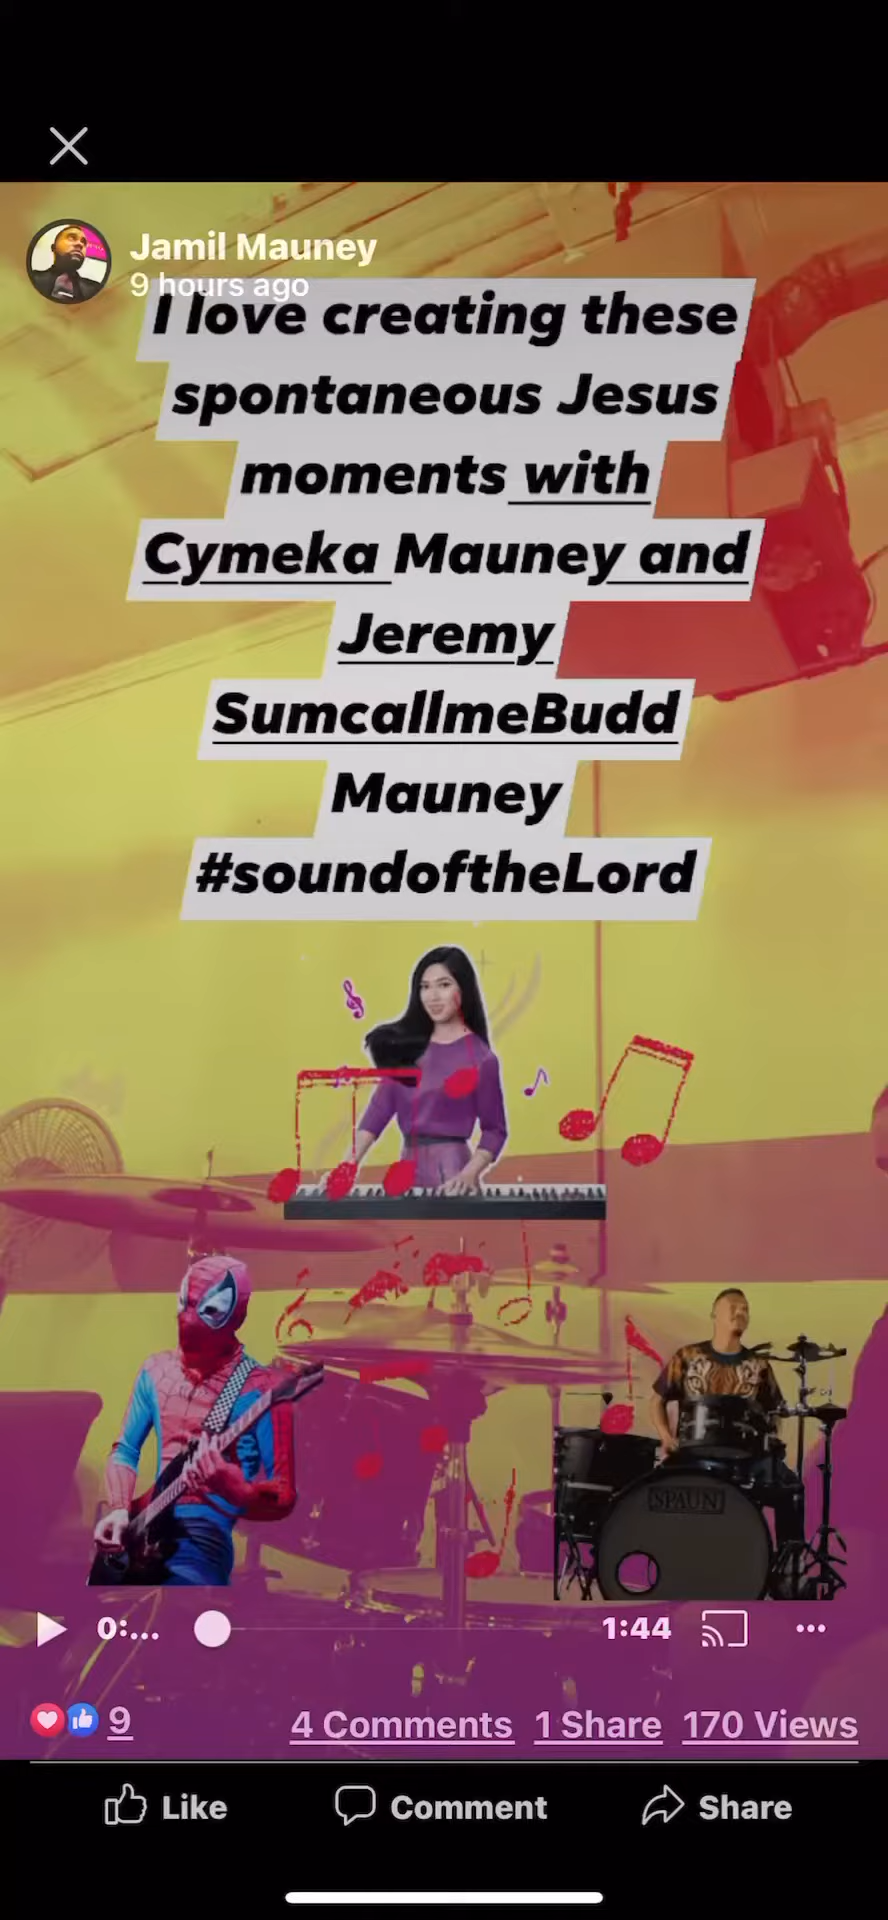 Jamil Mauney
9 hours ago
I love creating these
spontaneous Jesus
moments with
Cymeka Mauney and
Jeremy
SumcallmeBudd
Mauney
#soundoftheLord
SPAUN
0:... 1:44
9 4 Comments 1 Share 170 Views
Like Comment Share